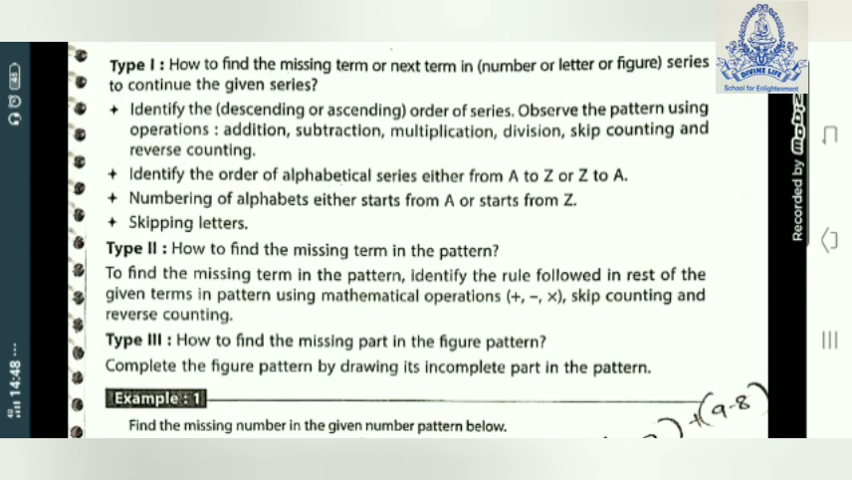 Type I : How to find the missing term or next term in (number or letter or figure) series
to continue the given series?
+ Identify the (descending or ascending) order of series. Observe the pattern using
operations : addition, subtraction, multiplication, division, skip counting and
reverse counting.
+ Identify the order of alphabetical series either from A to Z or Z to A.
+ Numbering of alphabets either starts from A or starts from Z.
+ Skipping letters.
Type II : How to find the missing term in the pattern?
To find the missing term in the pattern, identify the rule followed in rest of the
given terms in pattern using mathematical operations (+, –, ×), skip counting and
reverse counting.
Type III : How to find the missing part in the figure pattern?
Complete the figure pattern by drawing its incomplete part in the pattern.
Example : 1
Find the missing number in the given number pattern below.
) + (9-8)
DIVINE LIFE
School for Enlightenment
Recorded by
4G 14:48
48